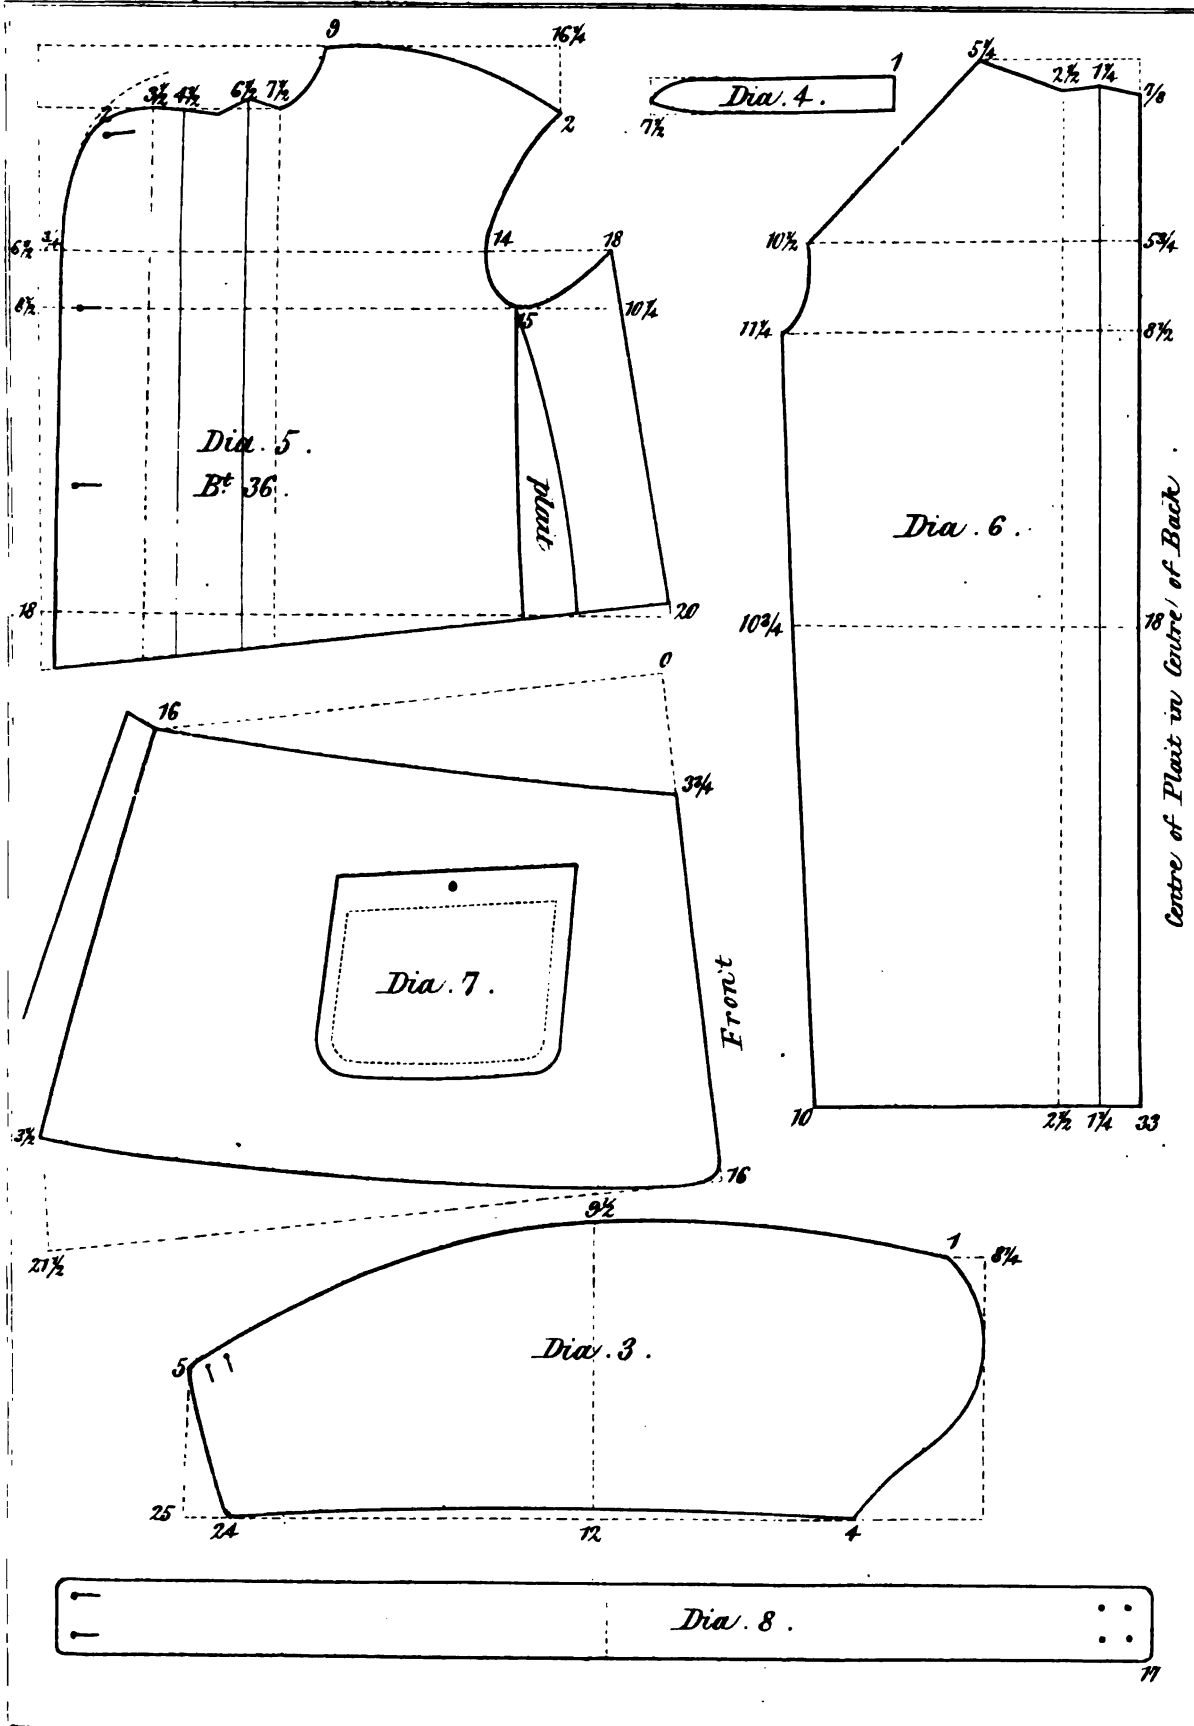 9
16¼
3½ 4½ 6½ 7½
2
6½ ¾ 14 18
8½ 15 10¼
Dia. 5.
Bt 36.
plait
18 20
1
Dia. 4.
7½
5¼
2½ 1¼ 7/8
10½ 5¾
11¼ 8½
Dia. 6.
10¾ 18
Centre of Plait in Centre of Back.
10 2½ 1¼ 33
0
16
3¾
Dia. 7.
Front
3½
16
21½
9½
1 8¼
5
Dia. 3.
25
24 12 4
Dia. 8.
17